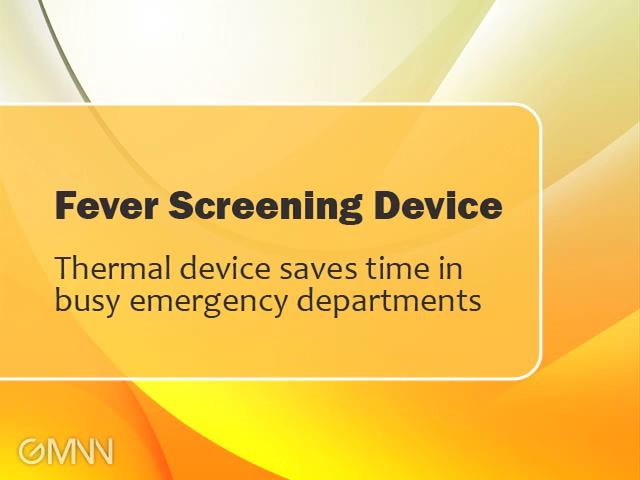 Fever Screening Device
Thermal device saves time in
busy emergency departments
GMNN